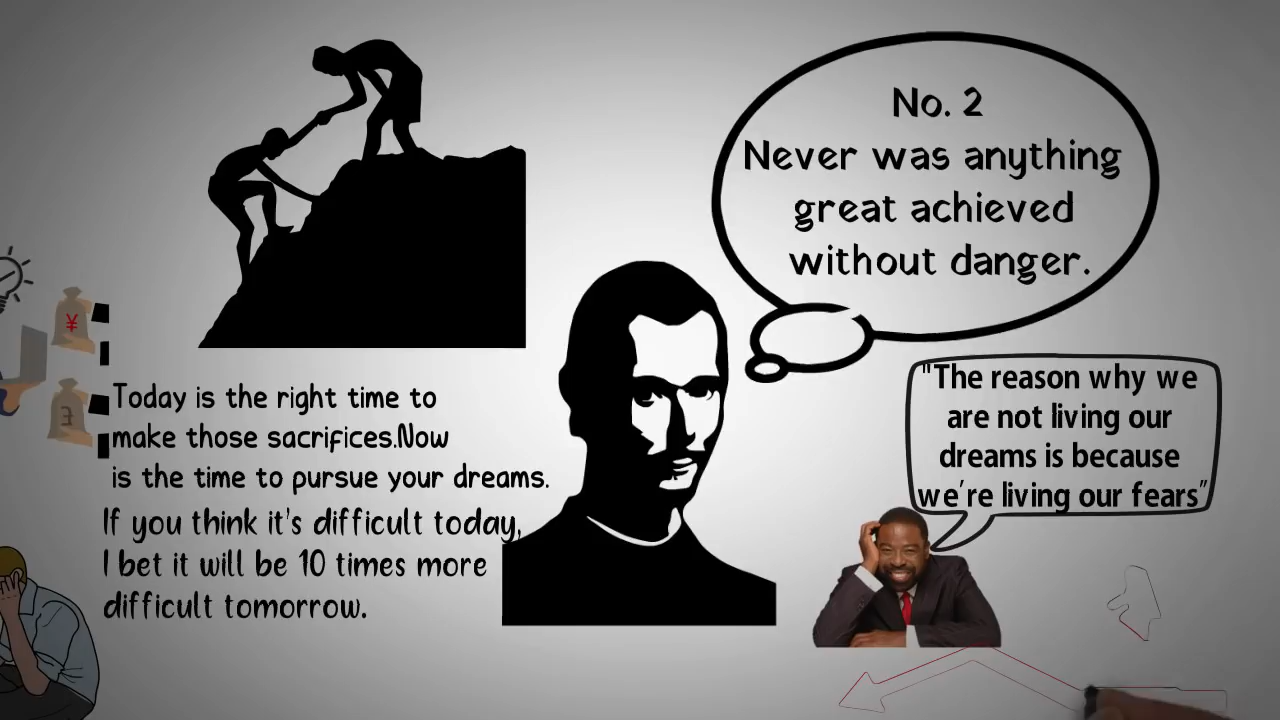 No. 2
Never was anything
great achieved
without danger.
"The reason why we
are not living our
dreams is because
we're living our fears"
¥
£
Today is the right time to
make those sacrifices.Now
is the time to pursue your dreams.
If you think it's difficult today,
I bet it will be 10 times more
difficult tomorrow.